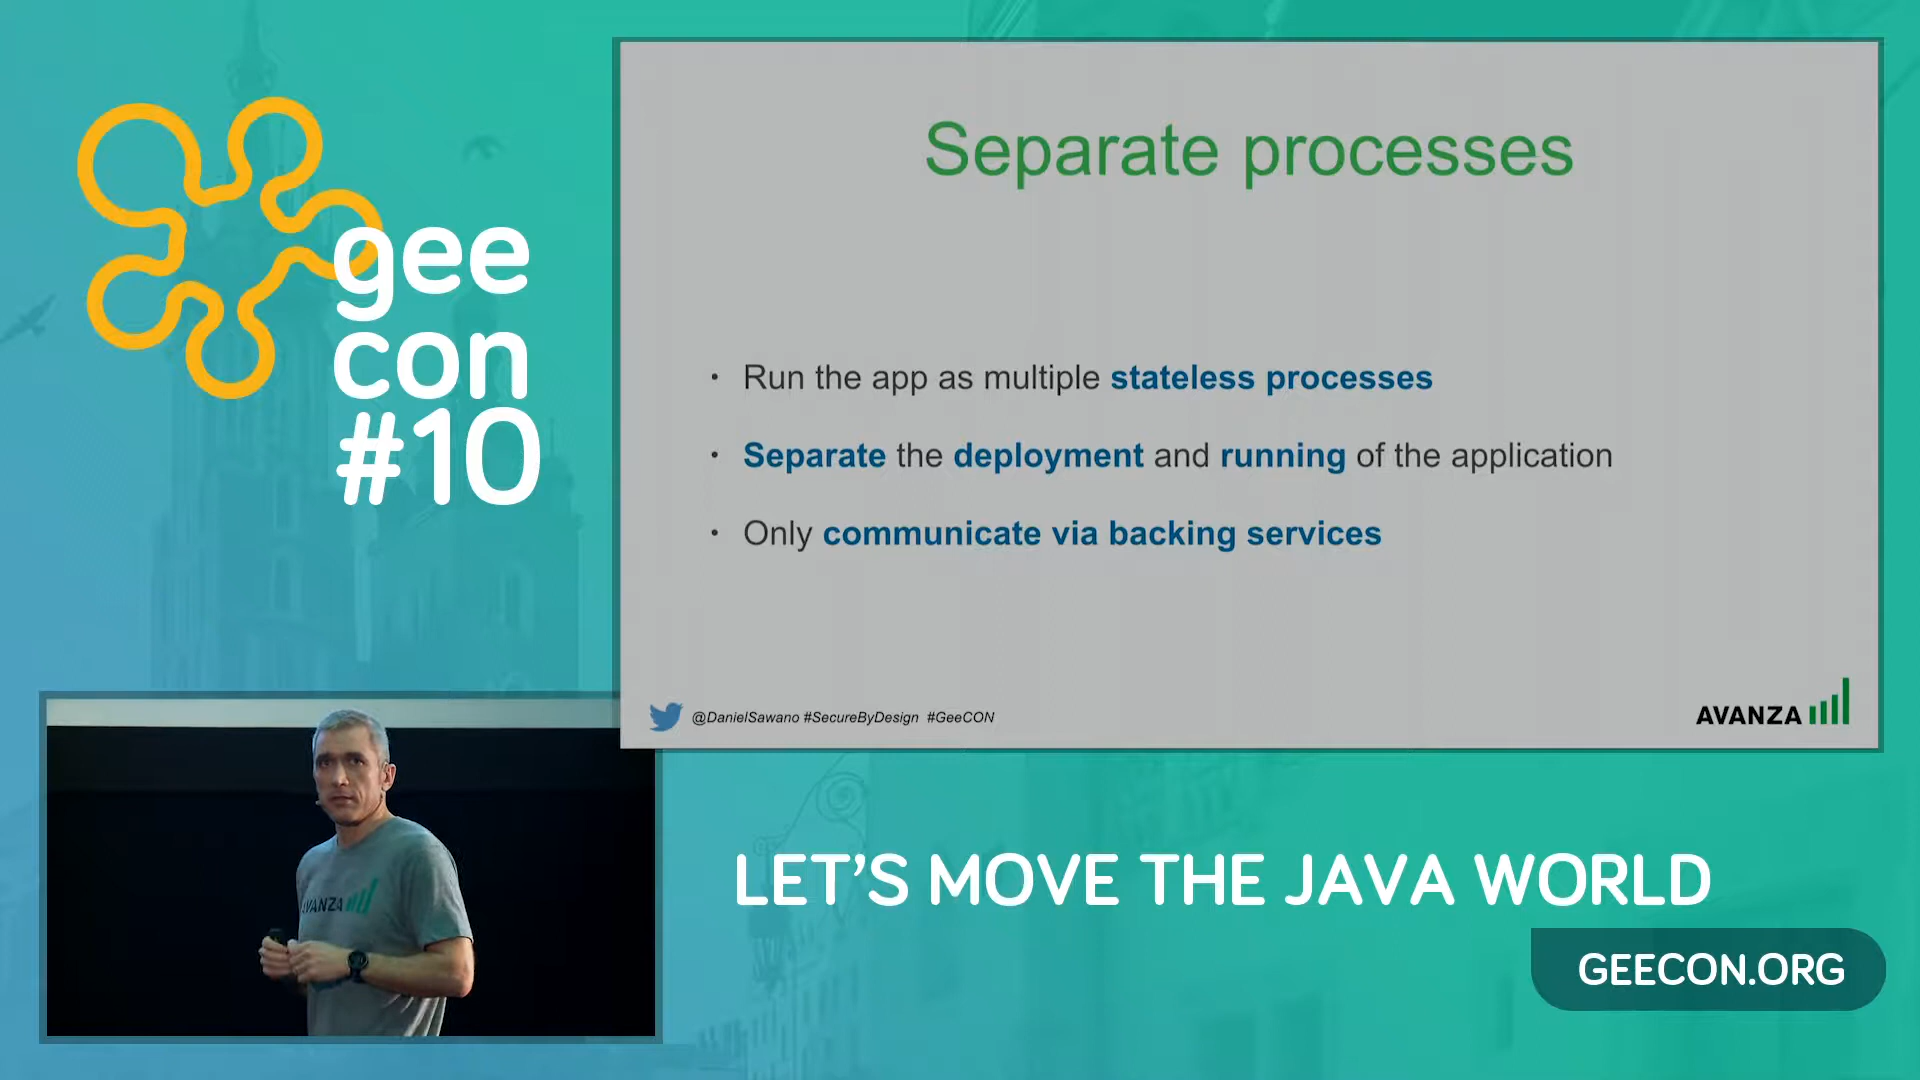 gee
con
#10
Separate processes
• Run the app as multiple stateless processes
• Separate the deployment and running of the application
• Only communicate via backing services
@DanielSawano #SecureByDesign #GeeCON
AVANZA
AVANZA
LET'S MOVE THE JAVA WORLD
GEECON.ORG